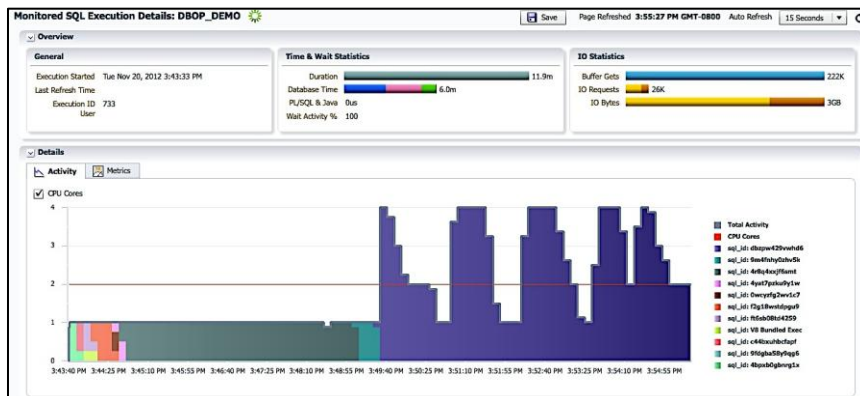 Monitored SQL Execution Details: DBOP_DEMO
Save
Page Refreshed 3:55:27 PM GMT-0800
Auto Refresh
15 Seconds
Overview
General
Execution Started Tue Nov 20, 2012 3:43:33 PM
Last Refresh Time
Execution ID 733
User
Time & Wait Statistics
Duration 11.9m
Database Time 6.0m
PL/SQL & Java 0us
Wait Activity % 100
IO Statistics
Buffer Gets 222K
IO Requests 26K
IO Bytes 3GB
Details
Activity
Metrics
CPU Cores
4
3
2
1
0
3:43:40 PM 3:44:25 PM 3:45:10 PM 3:45:55 PM 3:46:40 PM 3:47:25 PM 3:48:10 PM 3:48:55 PM 3:49:40 PM 3:50:25 PM 3:51:10 PM 3:51:55 PM 3:52:40 PM 3:53:25 PM 3:54:10 PM 3:54:55 PM
Total Activity
CPU Cores
sql_id: dbzpw429vwhd6
sql_id: 9m4fnhy0zhv5k
sql_id: 4r8q4xxjf6smt
sql_id: 4yat7pzku9y1w
sql_id: 0wcyzfg2wv1c7
sql_id: f2g18wstdpgu9
sql_id:
sql_id: V8 Bundled Exec
sql_id: c44bxuhbcfapf
sql_id: 9fdgba58y9qg6
sql_id: 4bpxb0gbnrg1x